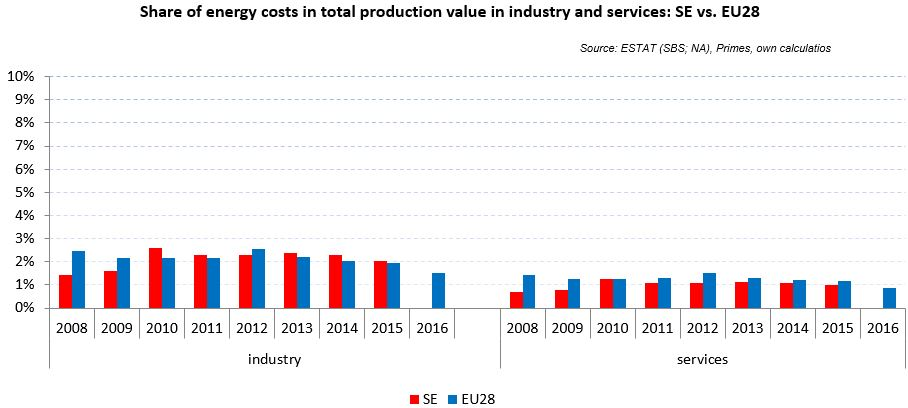 Share of energy costs in total production value in industry and services: SE vs. EU28
Source: ESTAT (SBS; NA), Primes, own calculatios
10%
9%
8%
7%
6%
5%
4%
3%
2%
1%
0%
2008 2009 2010 2011 2012 2013 2014 2015 2016 2008 2009 2010 2011 2012 2013 2014 2015 2016
industry services
SE EU28